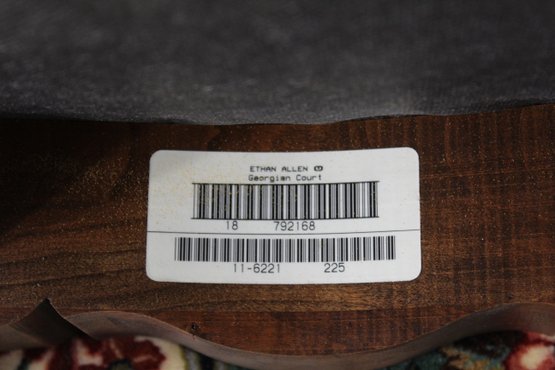 ETHAN ALLEN
Georgian Court
18 792168
11-6221 225